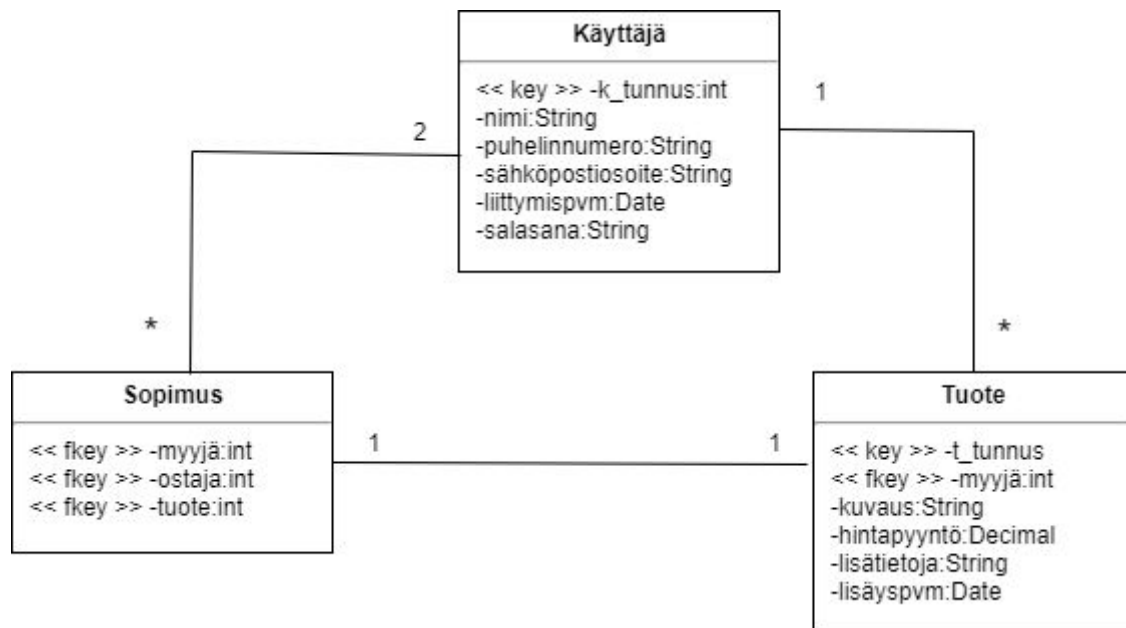 Käyttäjä
<< key >> -k_tunnus:int
-nimi:String
-puhelinnumero:String
-sähköpostiosoite:String
-liittymispvm:Date
-salasana:String
2
1
*
*
Sopimus
<< fkey >> -myyjä:int
<< fkey >> -ostaja:int
<< fkey >> -tuote:int
1
1
Tuote
<< key >> -t_tunnus
<< fkey >> -myyjä:int
-kuvaus:String
-hintapyyntö:Decimal
-lisätietoja:String
-lisäyspvm:Date